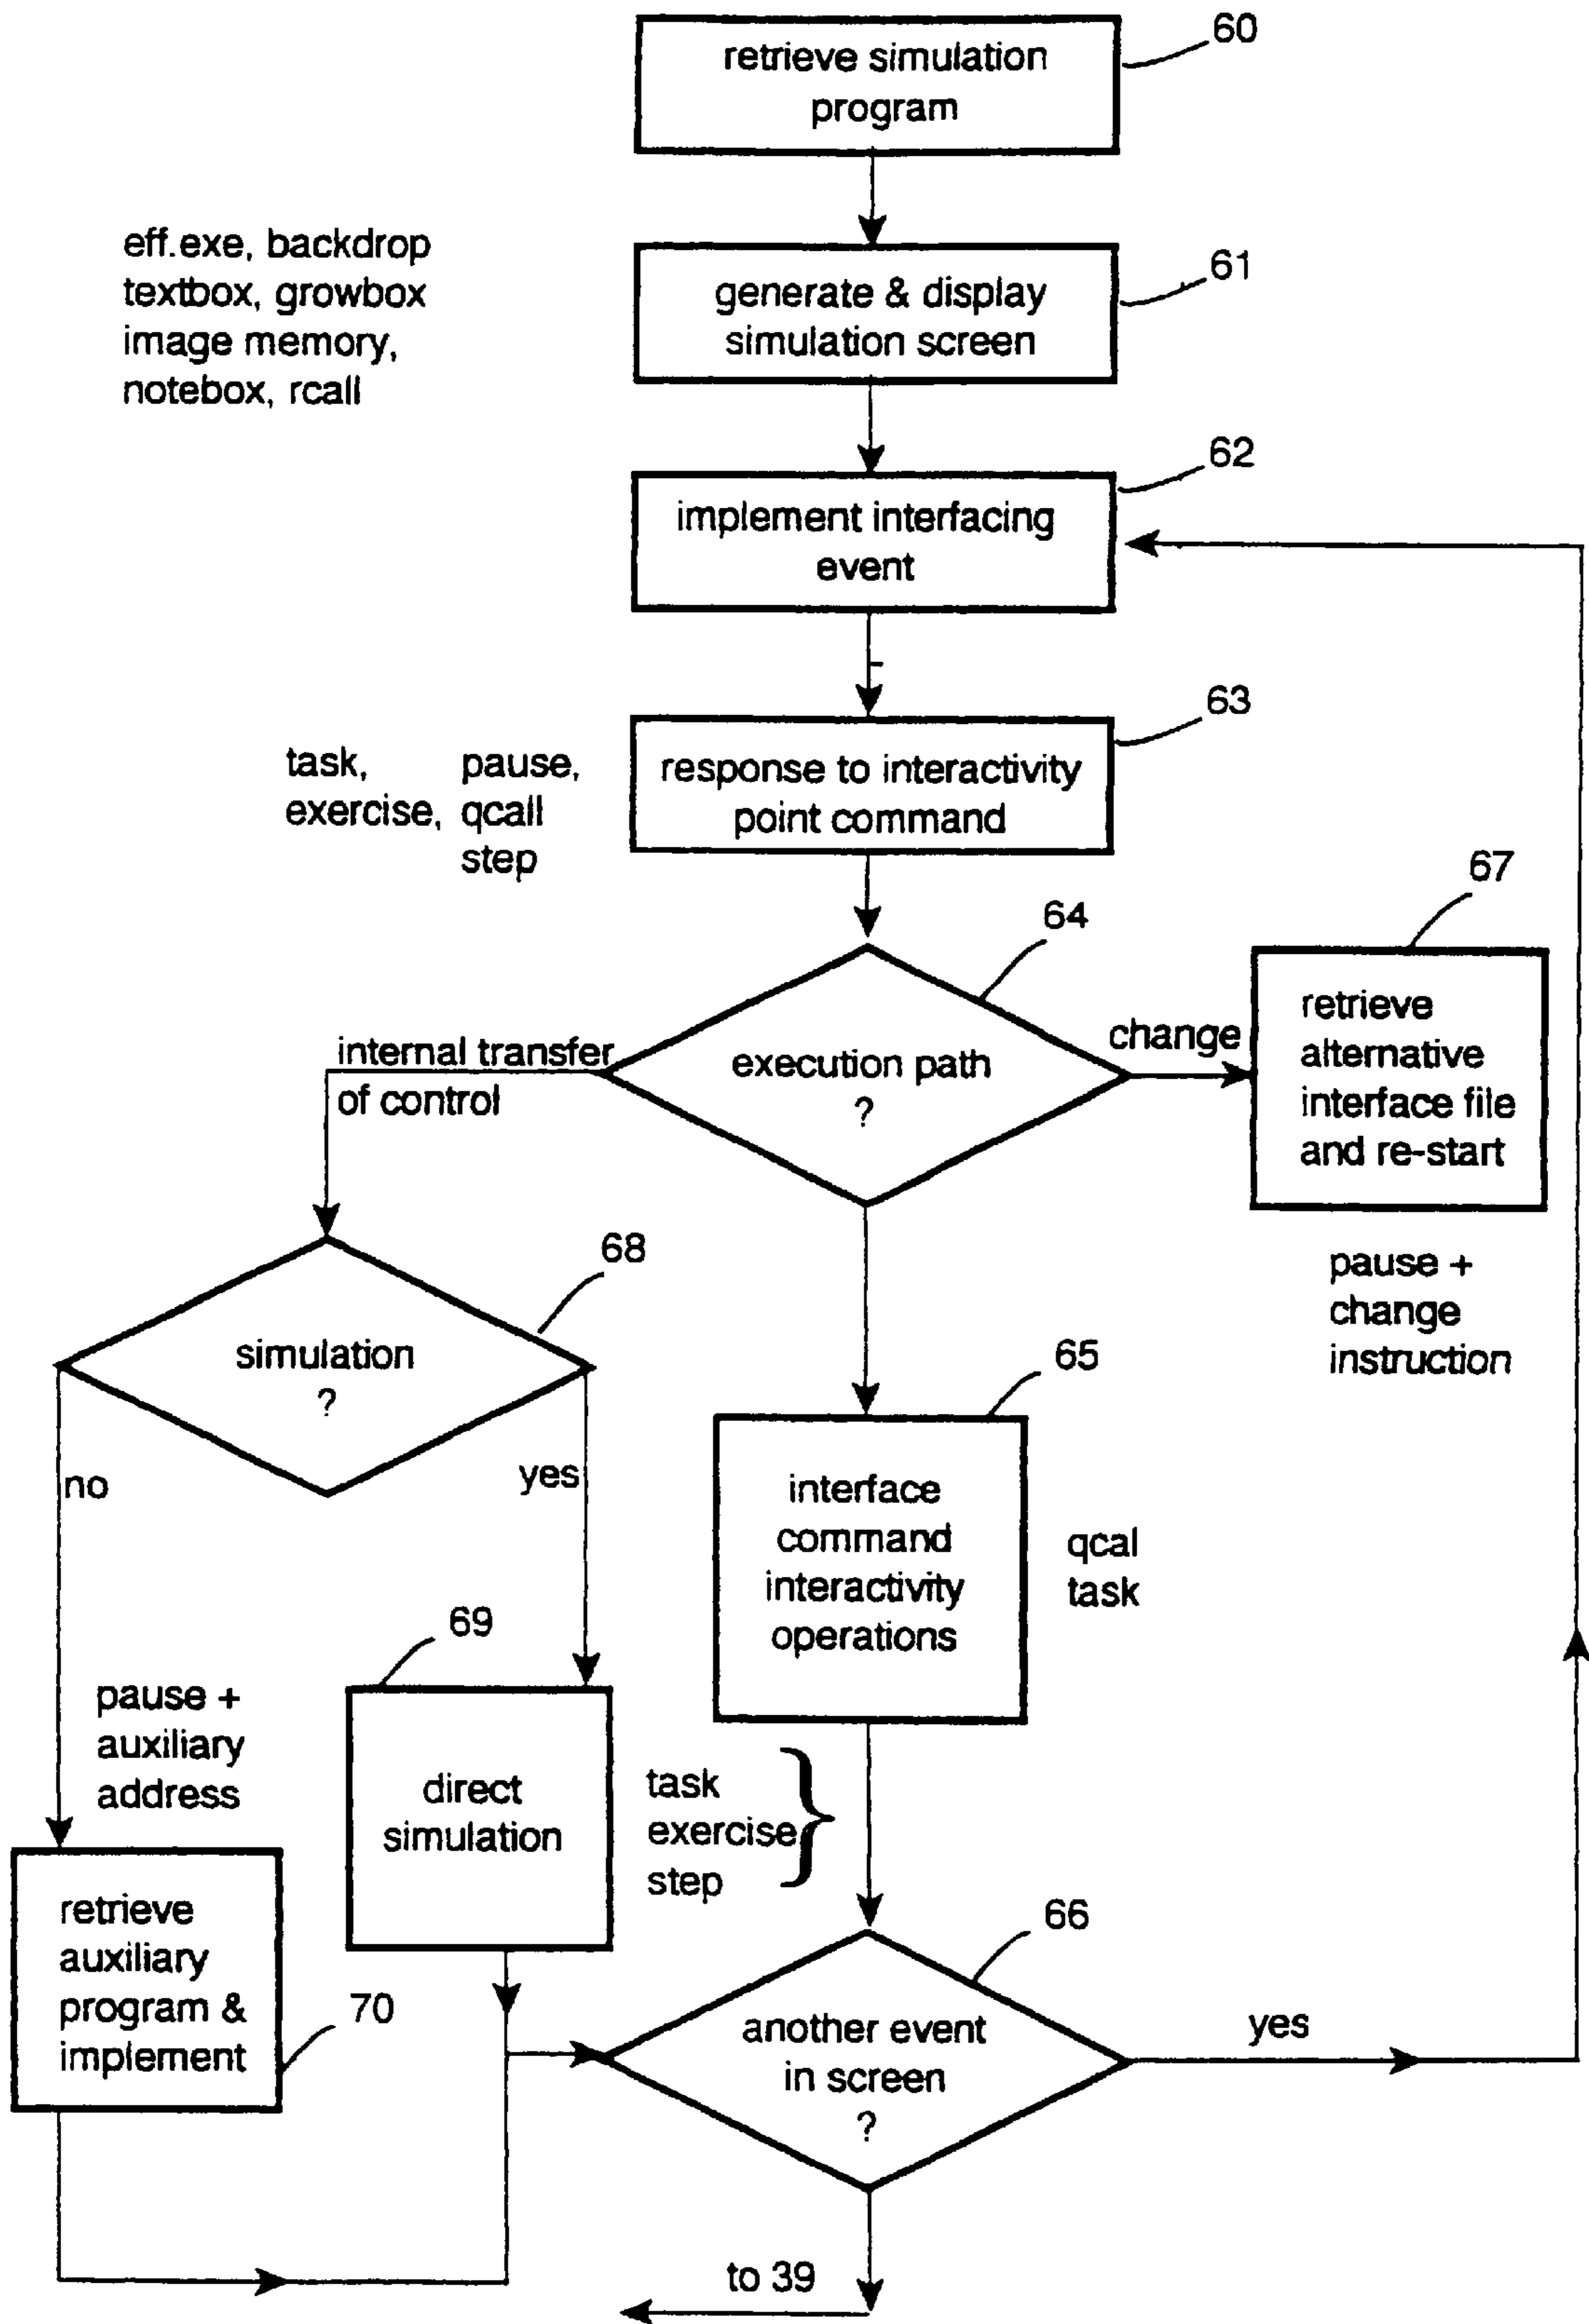 60
retrieve simulation
program
eff.exe, backdrop
textbox, growbox
image memory,
notebox, rcall
61
generate & display
simulation screen
62
implement interfacing
event
63
task, pause,
exercise, qcall
step
response to interactivity
point command
64
67
internal transfer
of control
execution path
?
change
retrieve
alternative
interface file
and re-start
pause +
change
instruction
68
simulation
?
no
yes
65
interface
command
interactivity
operations
qcal
task
69
pause +
auxiliary
address
direct
simulation
task
exercise
step
66
retrieve
auxiliary
program &
implement
70
another event
in screen
?
yes
to 39